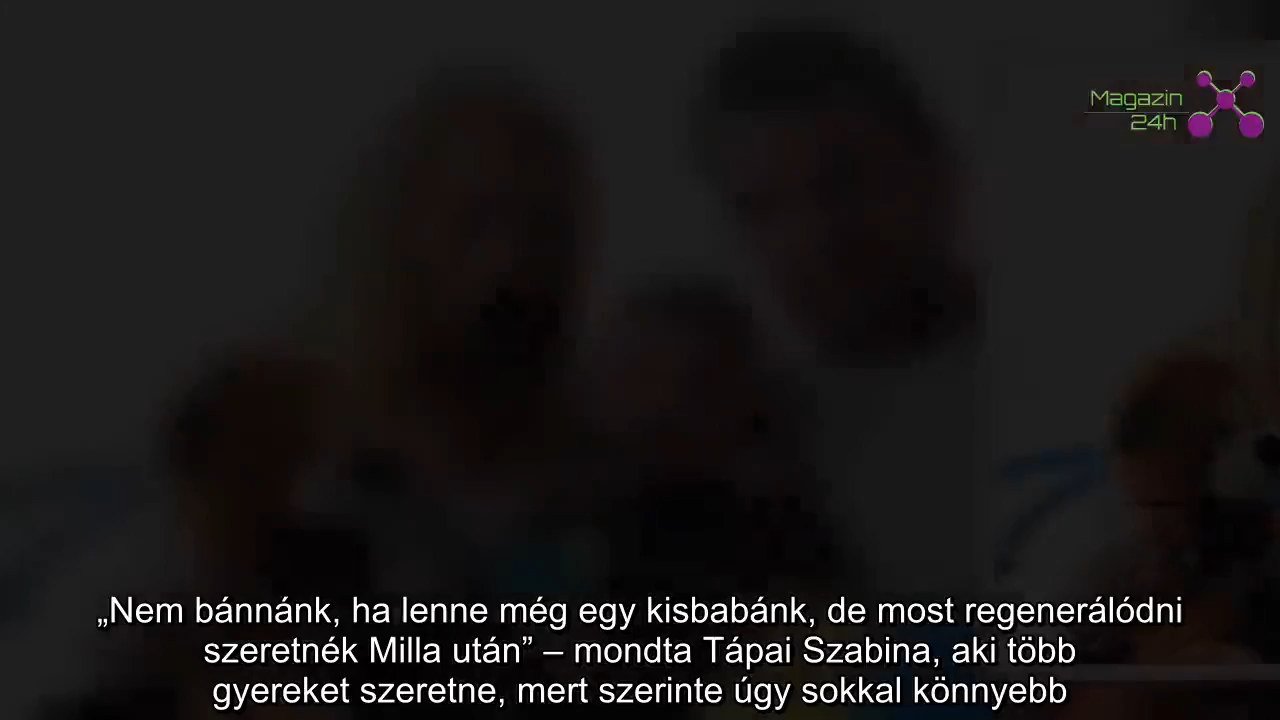 Magazin
24h
„Nem bánnánk, ha lenne még egy kisbabánk, de most regenerálódni
szeretnék Milla után” – mondta Tápai Szabina, aki több
gyereket szeretne, mert szerinte úgy sokkal könnyebb